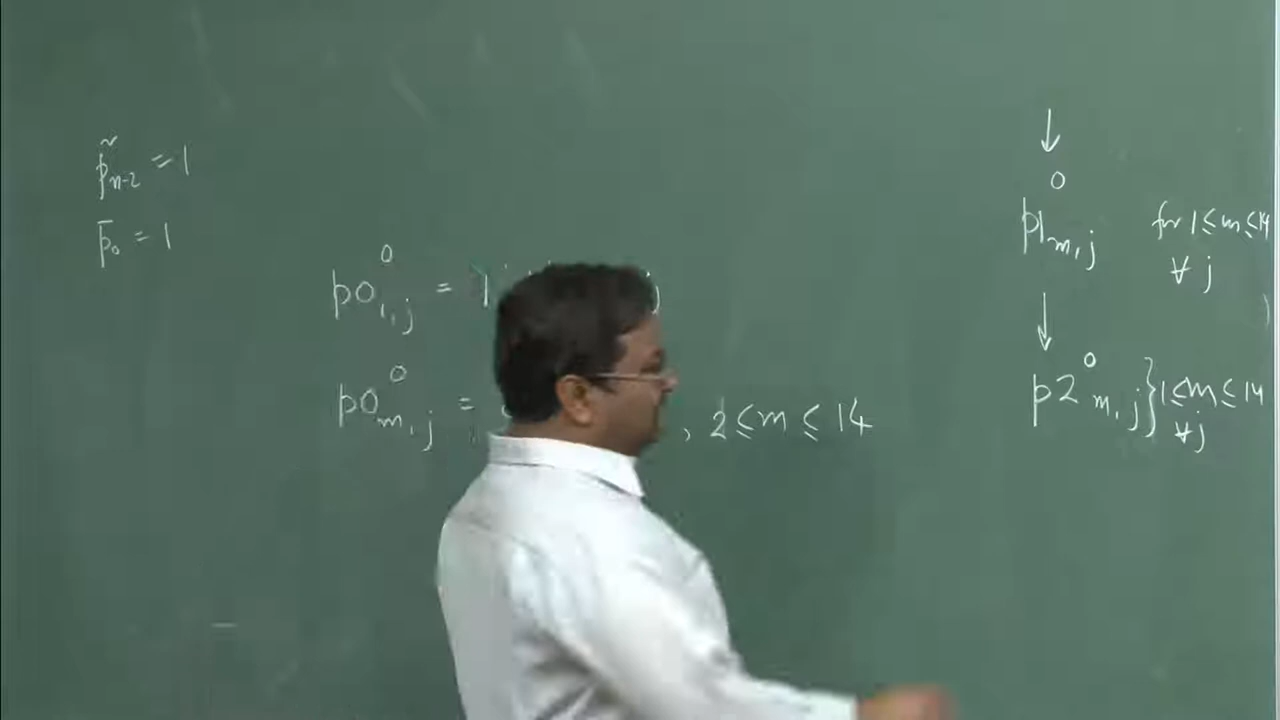 p̃ₙ₋₂ = 1
p̄₀ = 1
p0⁰₁,ⱼ = 1 j
p0⁰ₘ,ⱼ = , 2 ≤ m ≤ 14
↓
p1⁰ₘ,ⱼ for 1 ≤ m ≤ 14
∀ j
↓
p2⁰ₘ,ⱼ } 1 ≤ m ≤ 14
∀ j